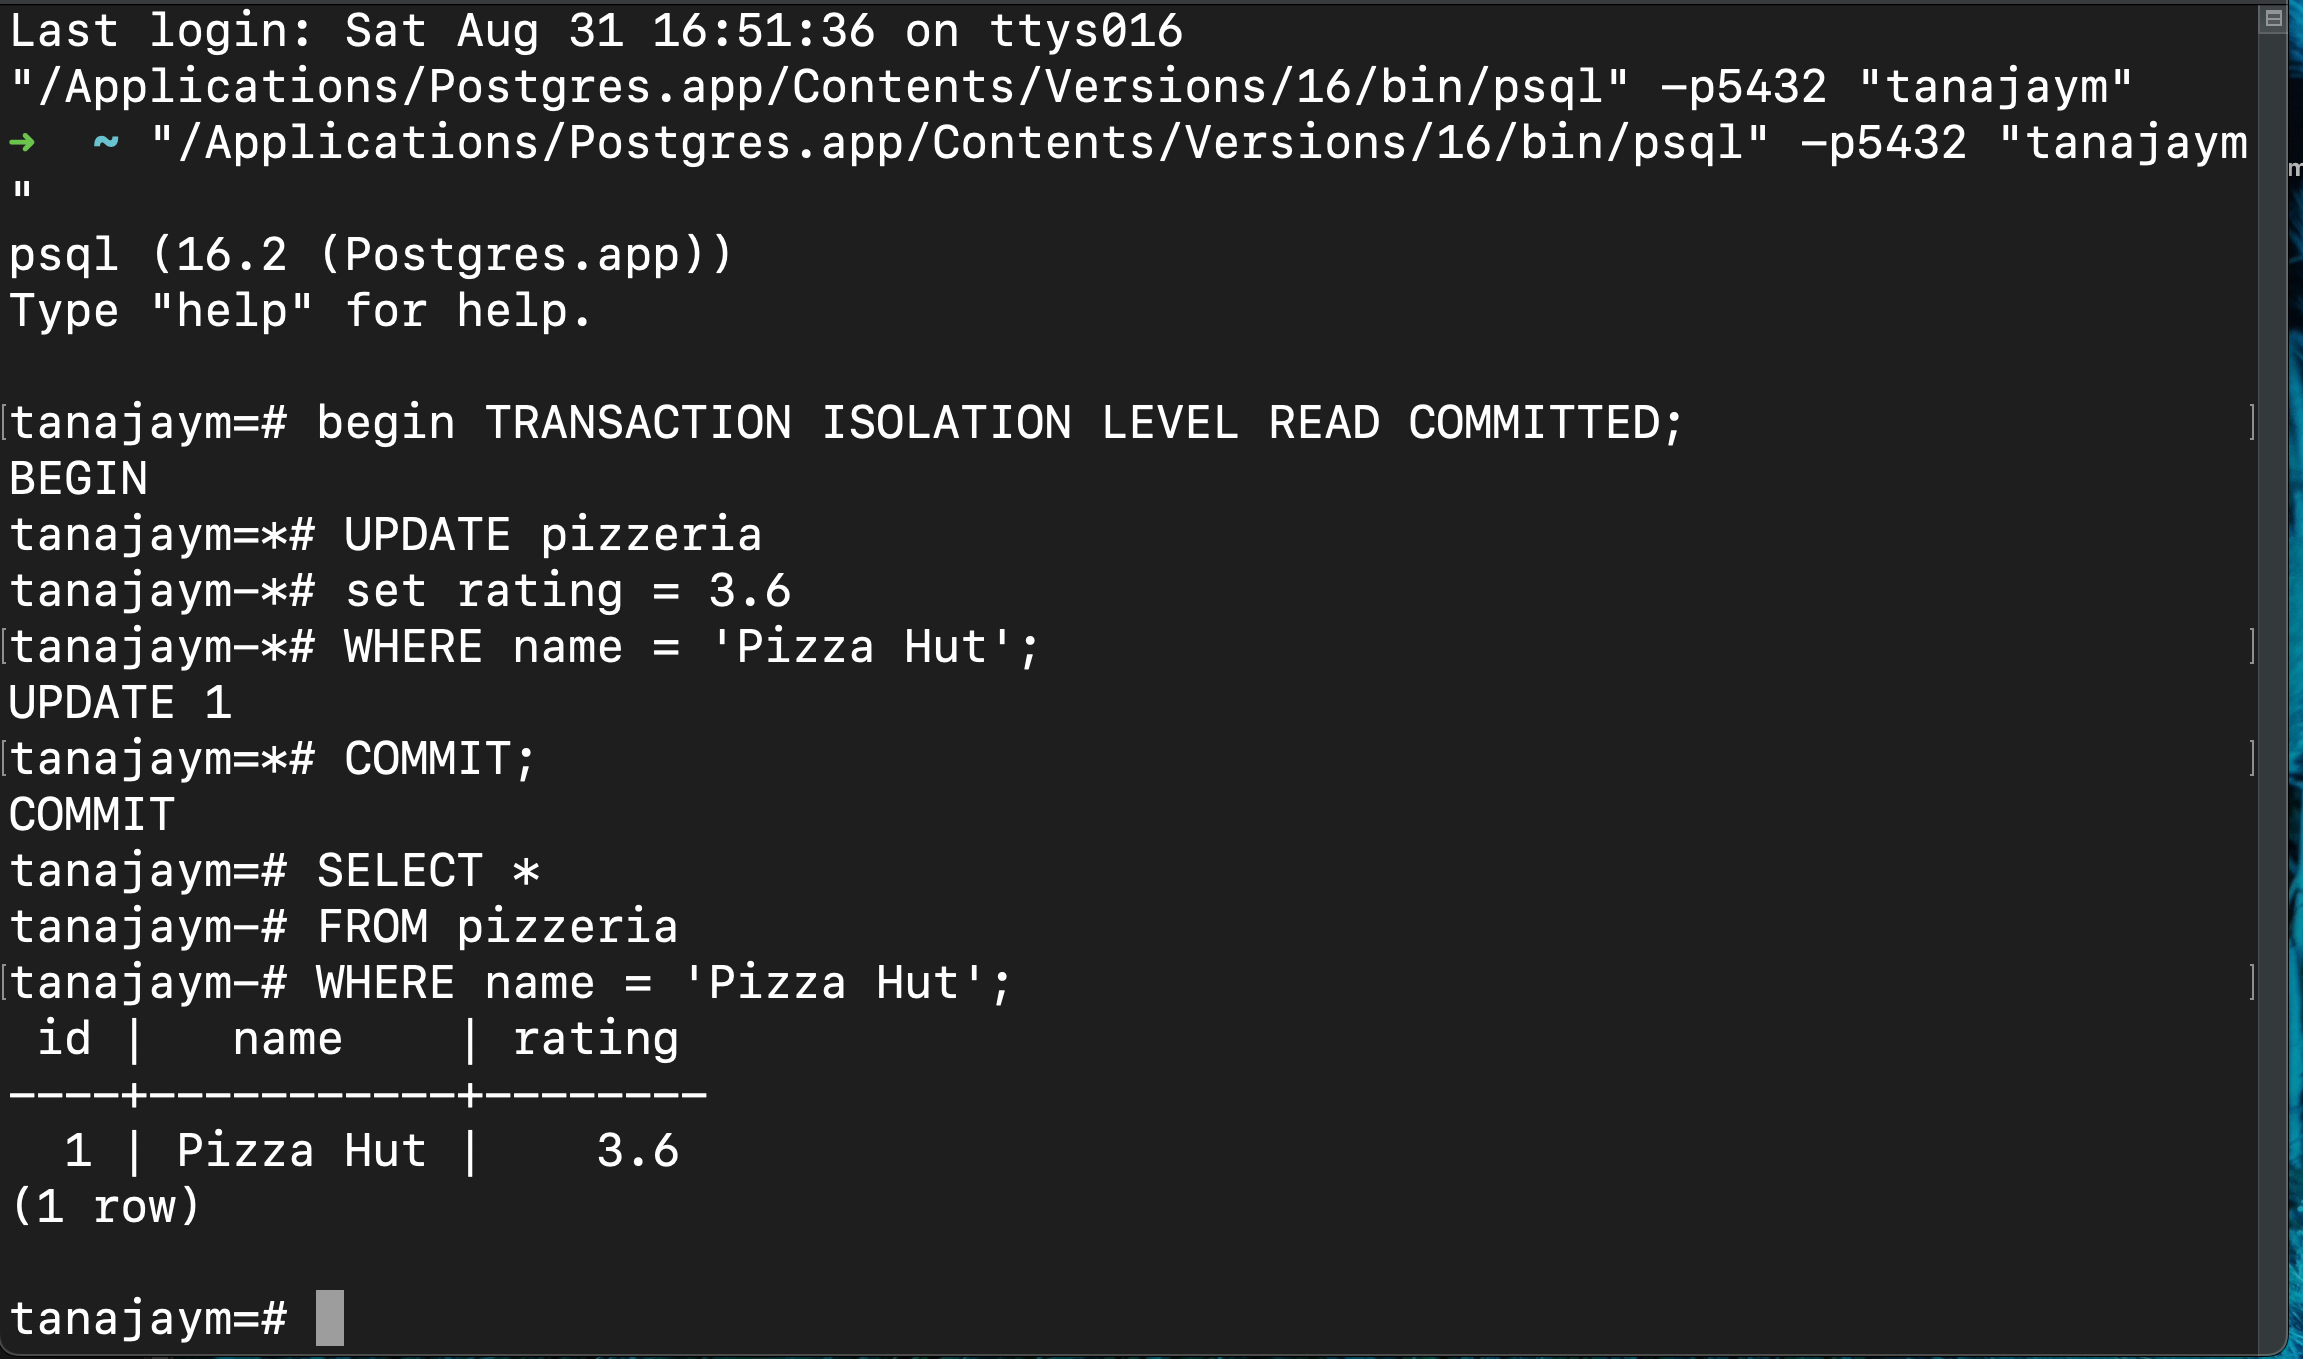 Last login: Sat Aug 31 16:51:36 on ttys016
"/Applications/Postgres.app/Contents/Versions/16/bin/psql" -p5432 "tanajaym"
➜  ~ "/Applications/Postgres.app/Contents/Versions/16/bin/psql" -p5432 "tanajaym
"
psql (16.2 (Postgres.app))
Type "help" for help.

[tanajaym=# begin TRANSACTION ISOLATION LEVEL READ COMMITTED; ]
BEGIN
tanajaym=*# UPDATE pizzeria
tanajaym-*# set rating = 3.6
[tanajaym-*# WHERE name = 'Pizza Hut'; ]
UPDATE 1
[tanajaym=*# COMMIT; ]
COMMIT
tanajaym=# SELECT *
tanajaym-# FROM pizzeria
[tanajaym-# WHERE name = 'Pizza Hut'; ]
 id |   name    | rating
----+-----------+--------
  1 | Pizza Hut |    3.6
(1 row)

tanajaym=#